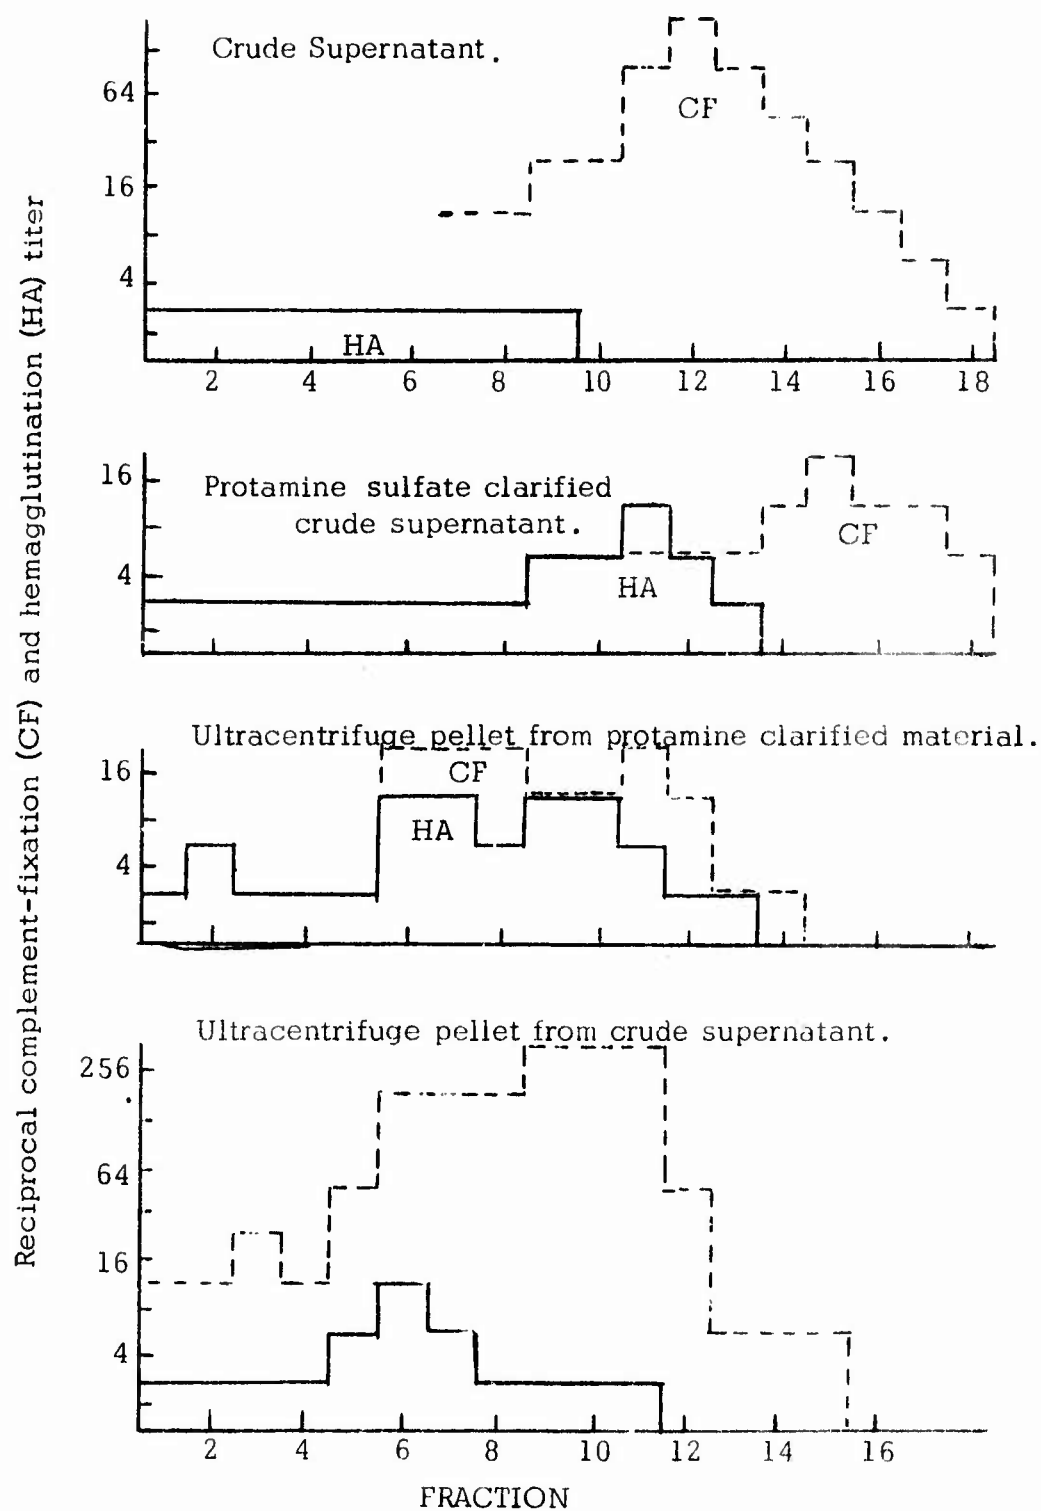 Reciprocal complement-fixation (CF) and hemagglutination (HA) titer
Crude Supernatant.
64
16
4
CF
HA
2 4 6 8 10 12 14 16 18
Protamine sulfate clarified
crude supernatant.
16
4
CF
HA
Ultracentrifuge pellet from protamine clarified material.
16
4
CF
HA
Ultracentrifuge pellet from crude supernatant.
256
64
16
4
2 4 6 8 10 12 14 16
FRACTION